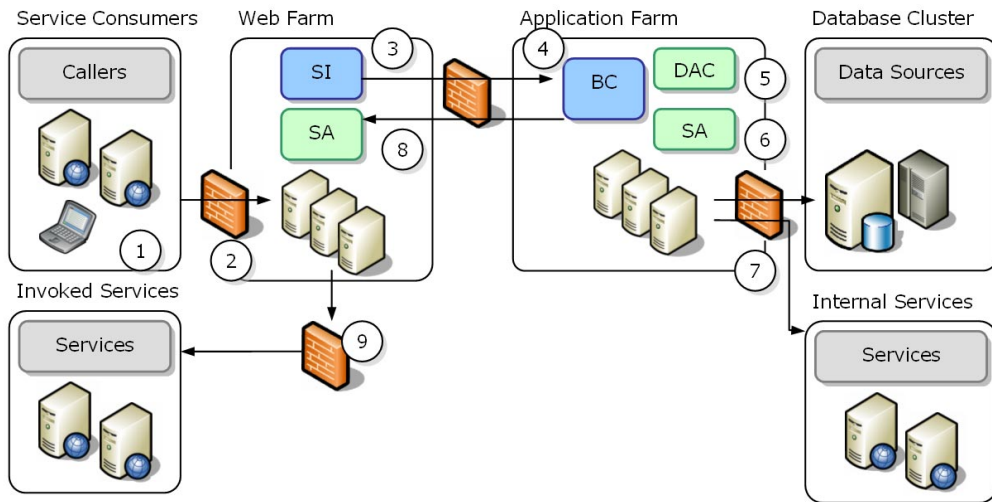 Service Consumers
Web Farm
Application Farm
Database Cluster
Callers
SI
3
4
BC
DAC
5
Data Sources
SA
8
SA
6
1
2
7
Invoked Services
Internal Services
Services
9
Services